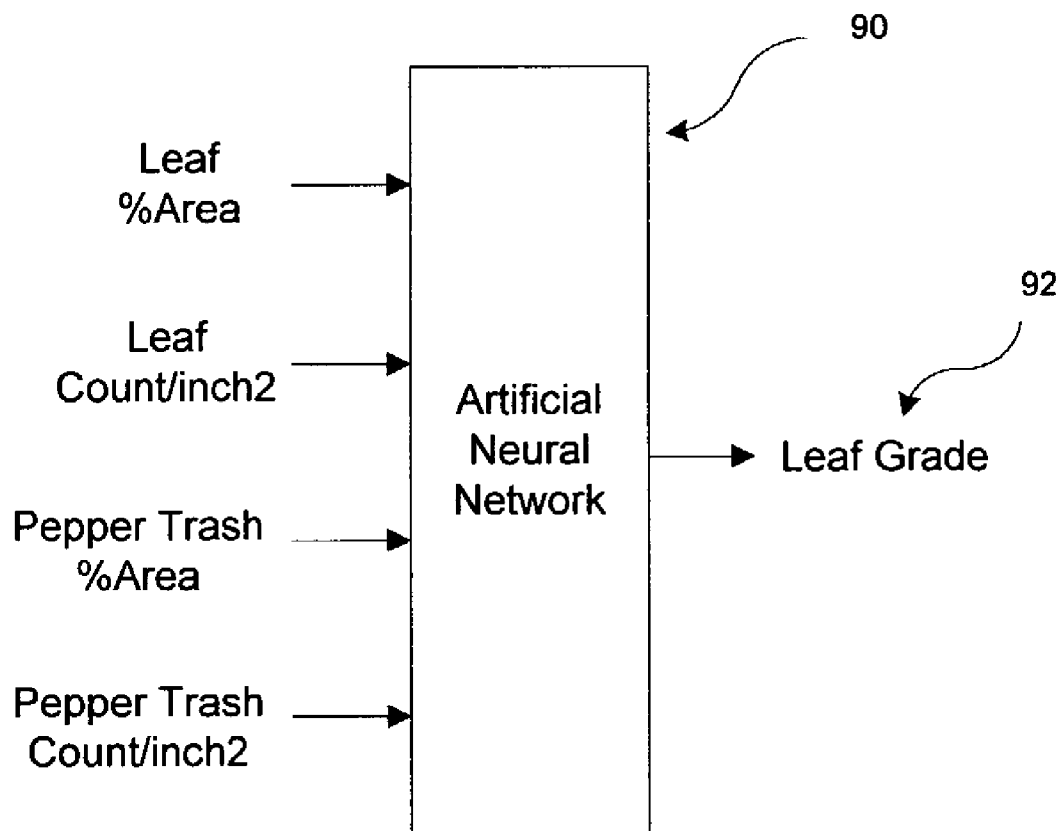 90
Leaf
%Area
92
Leaf
Count/inch2
Artificial
Neural
Network
Leaf Grade
Pepper Trash
%Area
Pepper Trash
Count/inch2